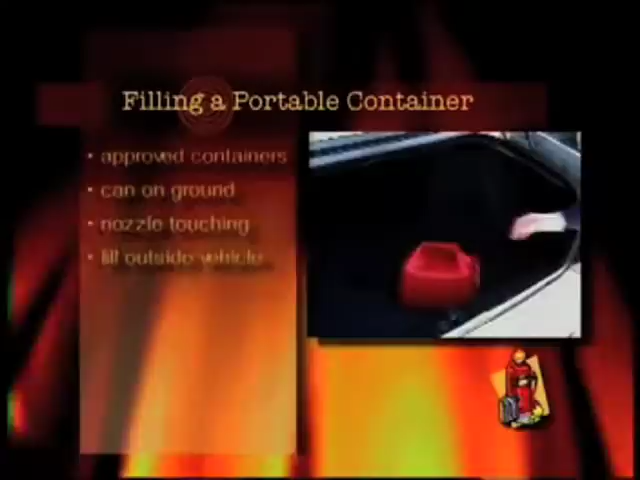 Filling a Portable Container
• approved containers
• can on ground
• nozzle touching
• fill outside vehicle